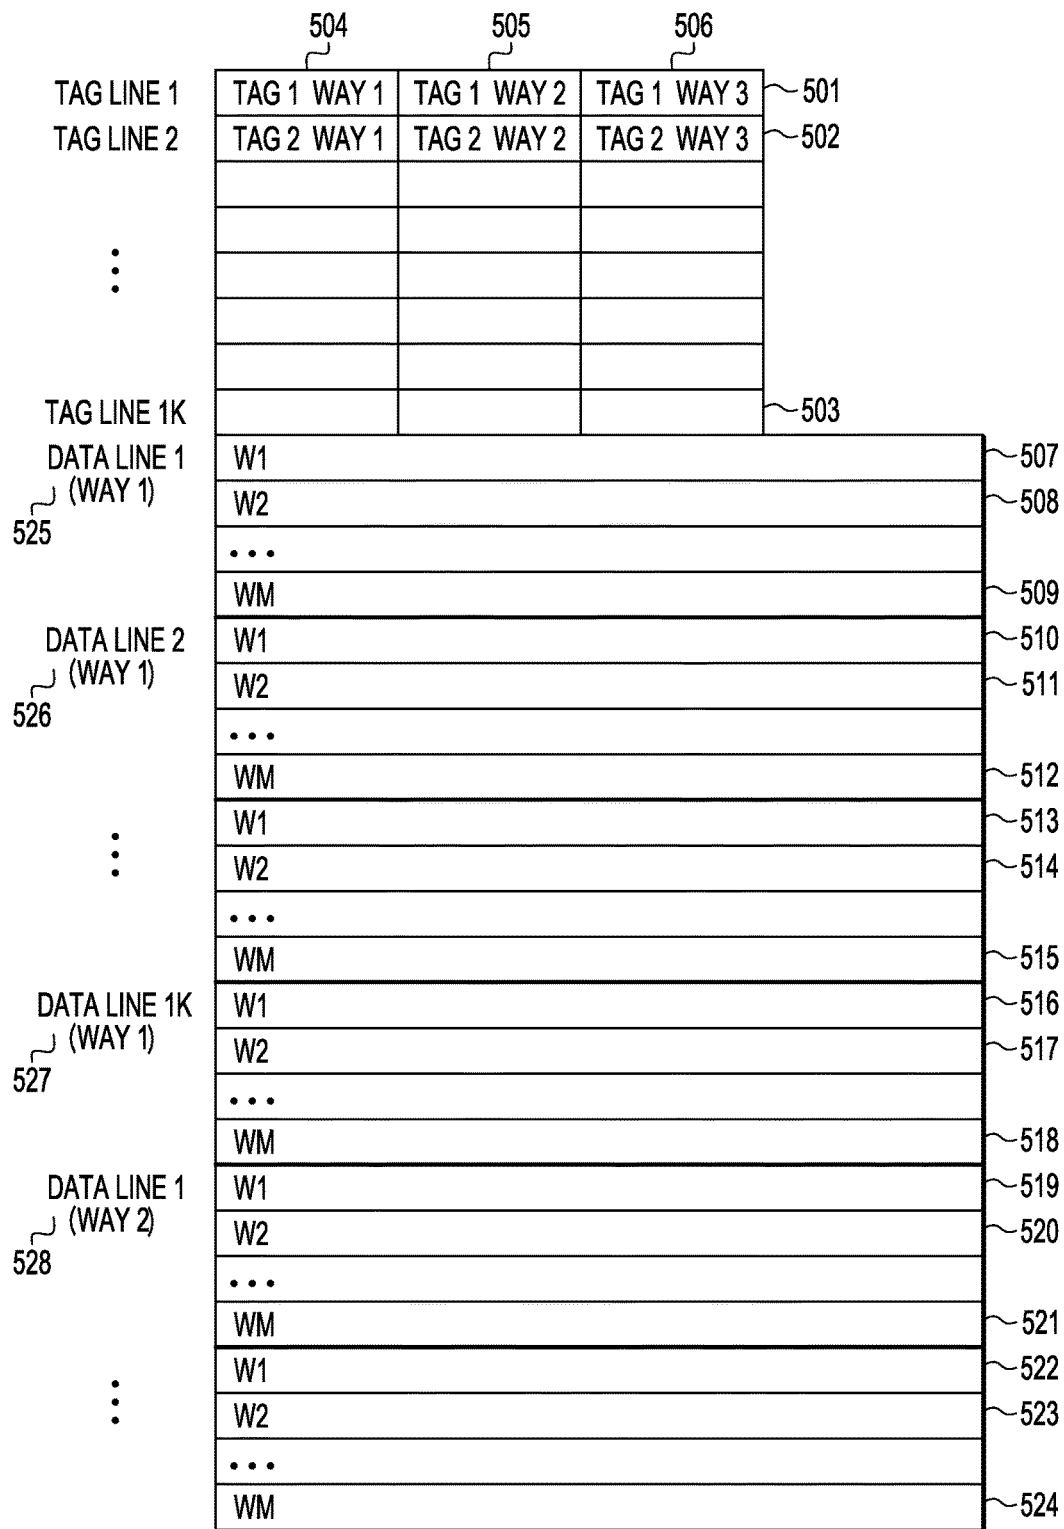 504 505 506
TAG LINE 1 TAG 1 WAY 1 TAG 1 WAY 2 TAG 1 WAY 3 501
TAG LINE 2 TAG 2 WAY 1 TAG 2 WAY 2 TAG 2 WAY 3 502
TAG LINE 1K 503
DATA LINE 1 W1 507
(WAY 1) W2 508
525
• • •
WM 509
DATA LINE 2 W1 510
(WAY 1) W2 511
526
• • •
WM 512
W1 513
W2 514
• • •
WM 515
DATA LINE 1K W1 516
(WAY 1) W2 517
527
• • •
WM 518
DATA LINE 1 W1 519
(WAY 2) W2 520
528
• • •
WM 521
W1 522
W2 523
• • •
WM 524